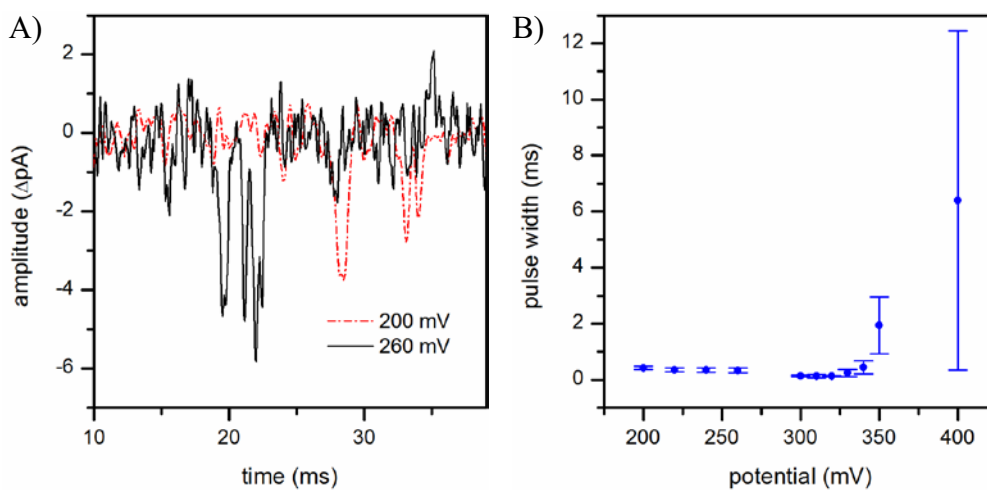 A)
amplitude (ΔpA)
2
0
-2
-4
-6
200 mV
260 mV
10
20
30
time (ms)
B)
pulse width (ms)
12
10
8
6
4
2
0
200
250
300
350
400
potential (mV)